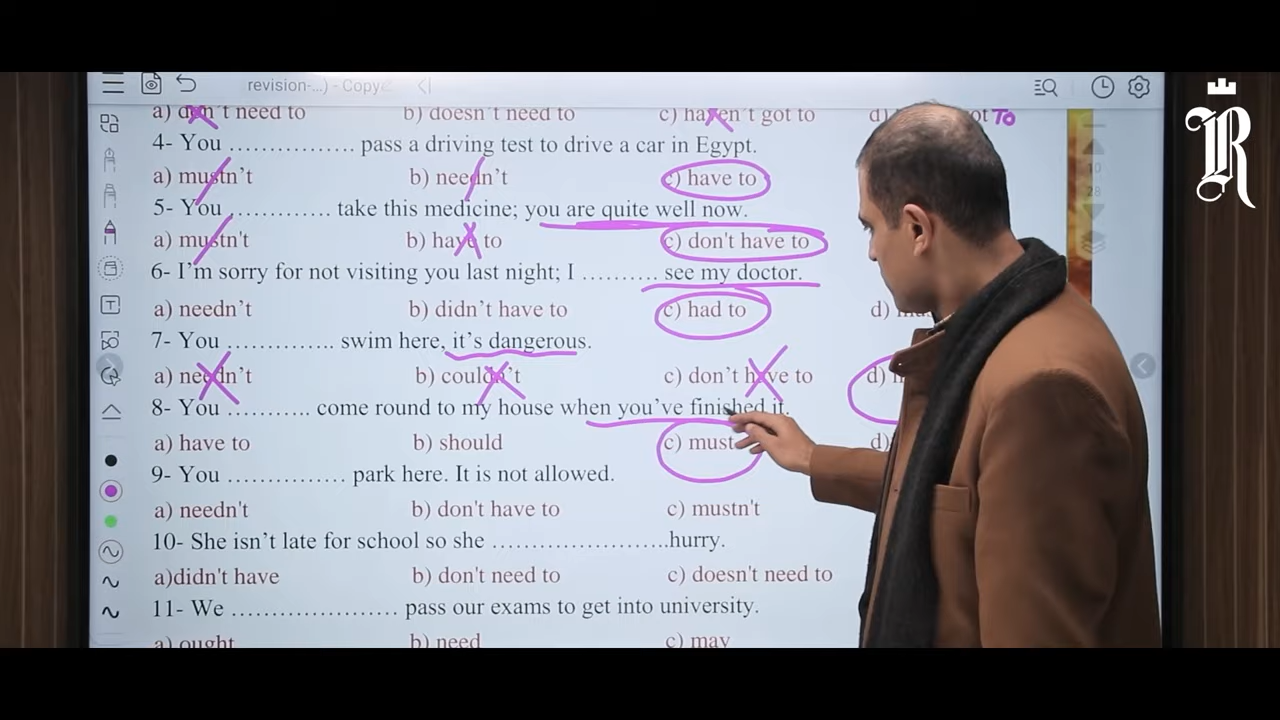 revision-...) - Copy
a) don't need to b) doesn't need to c) haven't got to d) ot To
4- You ……………. pass a driving test to drive a car in Egypt.
a) mustn't b) needn't c) have to
5- You …………. take this medicine; you are quite well now.
a) mustn't b) have to c) don't have to
6- I'm sorry for not visiting you last night; I ………. see my doctor.
a) needn't b) didn't have to c) had to d)
7- You ………….. swim here, it's dangerous.
a) needn't b) couldn't c) don't have to d)
8- You ……….. come round to my house when you've finished it.
a) have to b) should c) must d)
9- You ……………. park here. It is not allowed.
a) needn't b) don't have to c) mustn't
10- She isn't late for school so she …………………..hurry.
a)didn't have b) don't need to c) doesn't need to
11- We …………………. pass our exams to get into university.
a) ought b) need c) may
10
28
R